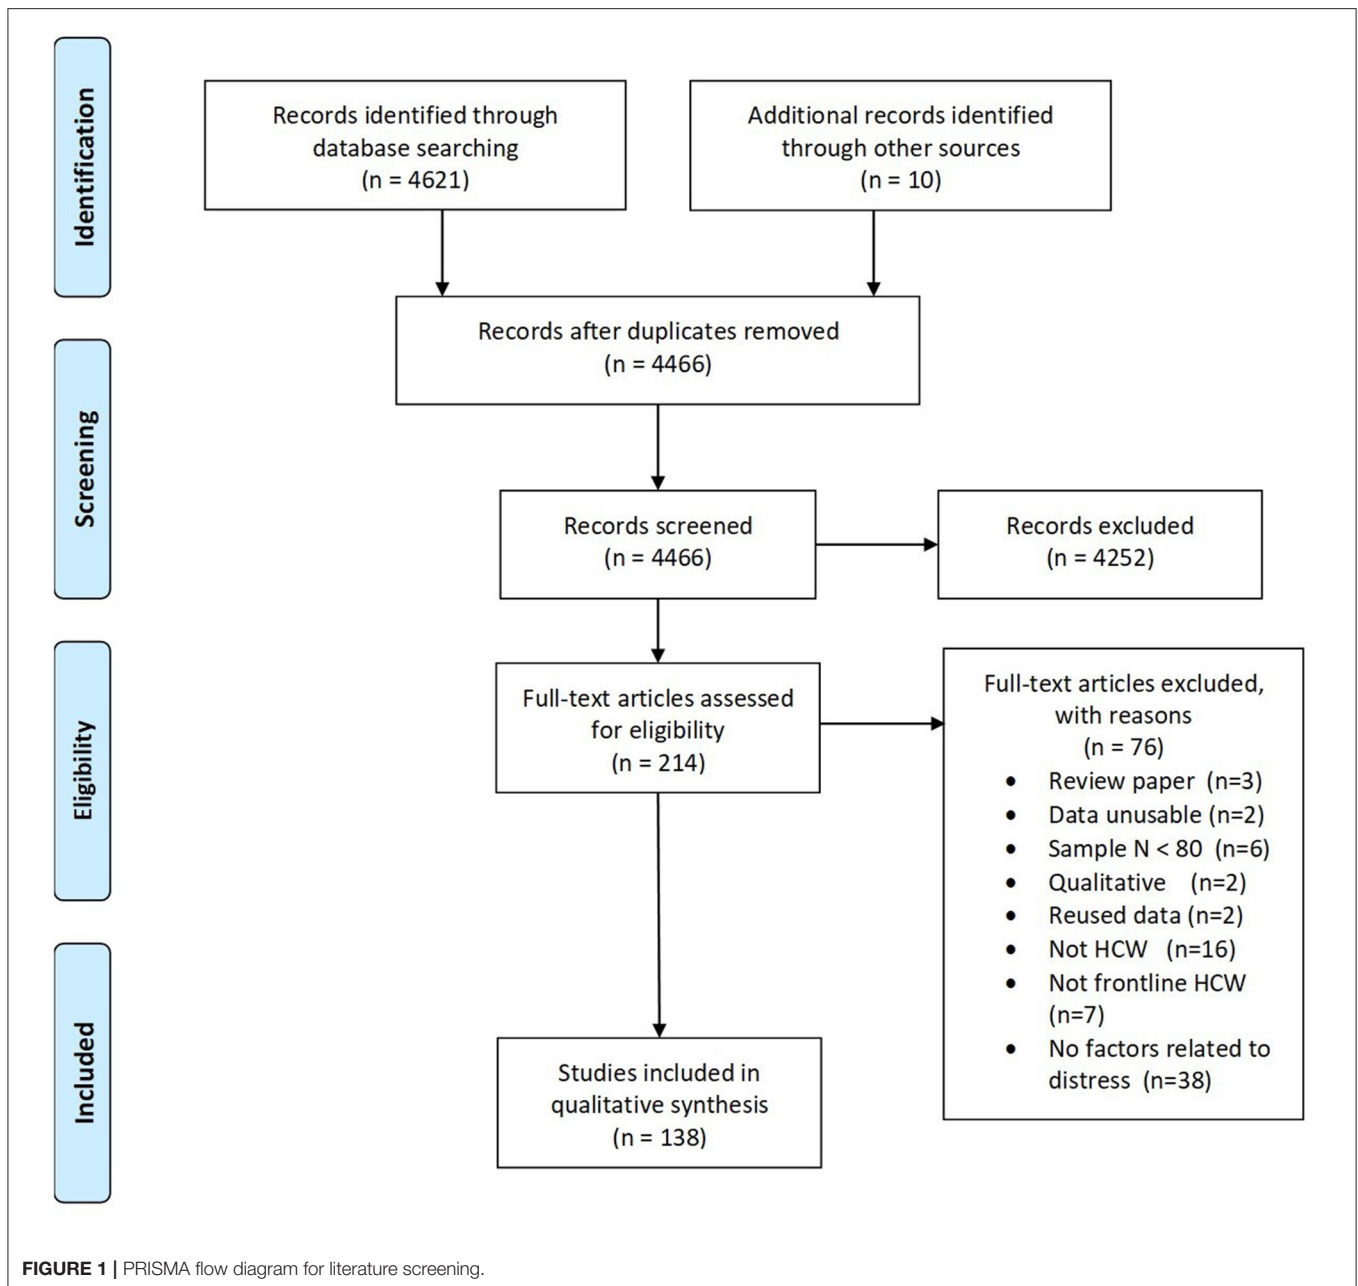 Identification
Records identified through
database searching
(n = 4621)
Additional records identified
through other sources
(n = 10)
Records after duplicates removed
(n = 4466)
Screening
Records screened
(n = 4466)
Records excluded
(n = 4252)
Eligibility
Full-text articles assessed
for eligibility
(n = 214)
Full-text articles excluded,
with reasons
(n = 76)
• Review paper (n=3)
• Data unusable (n=2)
• Sample N < 80 (n=6)
• Qualitative (n=2)
• Reused data (n=2)
• Not HCW (n=16)
• Not frontline HCW
(n=7)
• No factors related to
distress (n=38)
Included
Studies included in
qualitative synthesis
(n = 138)
FIGURE 1 | PRISMA flow diagram for literature screening.